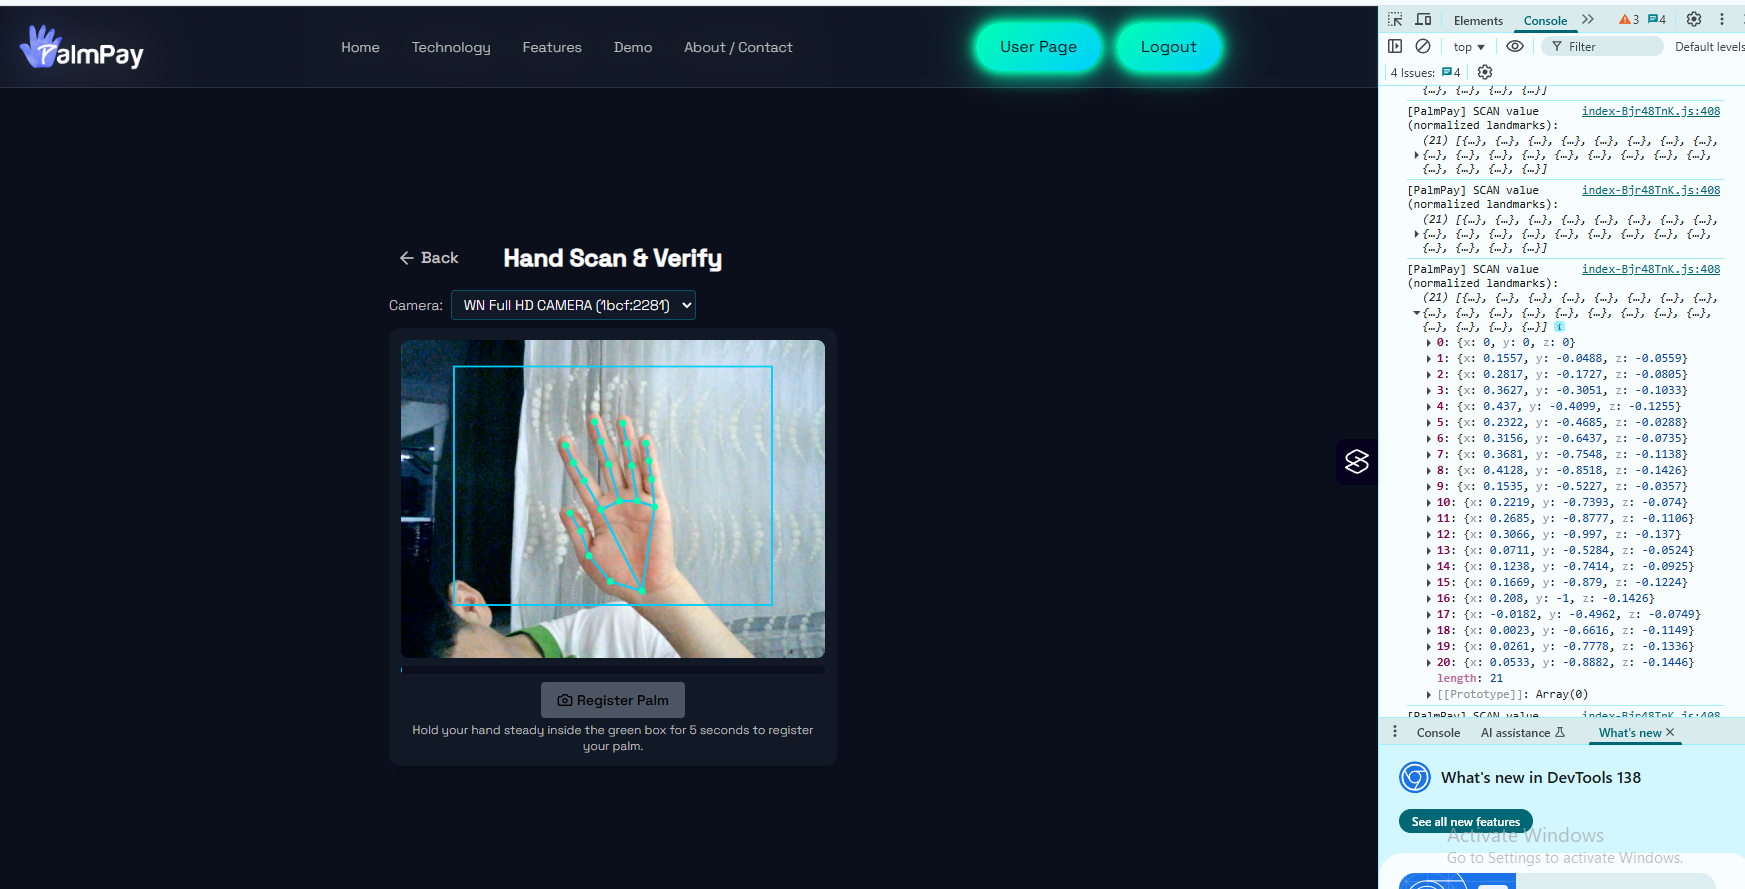 PalmPay
Home
Technology
Features
Demo
About / Contact
User Page
Logout
Back
Hand Scan & Verify
Camera:
WN Full HD CAMERA (1bcf:2281)
Register Palm
Hold your hand steady inside the green box for 5 seconds to register
your palm.
Elements
Console
3
4
top
Filter
Default levels
4 Issues:
4
{…}, {…}, {…}, {…}]
[PalmPay] SCAN value index-Bjr48TnK.js:408
(normalized landmarks):
(21) [{…}, {…}, {…}, {…}, {…}, {…}, {…}, {…},
{…}, {…}, {…}, {…}, {…}, {…}, {…}, {…}, {…},
{…}, {…}, {…}, {…}]
[PalmPay] SCAN value index-Bjr48TnK.js:408
(normalized landmarks):
(21) [{…}, {…}, {…}, {…}, {…}, {…}, {…}, {…},
{…}, {…}, {…}, {…}, {…}, {…}, {…}, {…}, {…},
{…}, {…}, {…}, {…}]
[PalmPay] SCAN value index-Bjr48TnK.js:408
(normalized landmarks):
(21) [{…}, {…}, {…}, {…}, {…}, {…}, {…}, {…},
{…}, {…}, {…}, {…}, {…}, {…}, {…}, {…}, {…},
{…}, {…}, {…}, {…}] i
0: {x: 0, y: 0, z: 0}
1: {x: 0.1557, y: -0.0488, z: -0.0559}
2: {x: 0.2817, y: -0.1727, z: -0.0805}
3: {x: 0.3627, y: -0.3051, z: -0.1033}
4: {x: 0.437, y: -0.4099, z: -0.1255}
5: {x: 0.2322, y: -0.4685, z: -0.0288}
6: {x: 0.3156, y: -0.6437, z: -0.0735}
7: {x: 0.3681, y: -0.7548, z: -0.1138}
8: {x: 0.4128, y: -0.8518, z: -0.1426}
9: {x: 0.1535, y: -0.5227, z: -0.0357}
10: {x: 0.2219, y: -0.7393, z: -0.074}
11: {x: 0.2685, y: -0.8777, z: -0.1106}
12: {x: 0.3066, y: -0.997, z: -0.137}
13: {x: 0.0711, y: -0.5284, z: -0.0524}
14: {x: 0.1238, y: -0.7414, z: -0.0925}
15: {x: 0.1669, y: -0.879, z: -0.1224}
16: {x: 0.208, y: -1, z: -0.1426}
17: {x: -0.0182, y: -0.4962, z: -0.0749}
18: {x: 0.0023, y: -0.6616, z: -0.1149}
19: {x: 0.0261, y: -0.7778, z: -0.1336}
20: {x: 0.0533, y: -0.8882, z: -0.1446}
length: 21
[[Prototype]]: Array(0)
[PalmPay] SCAN value index-Bjr48TnK.js:408
Console
AI assistance
What's new
What's new in DevTools 138
See all new features
Activate Windows
Go to Settings to activate Windows.